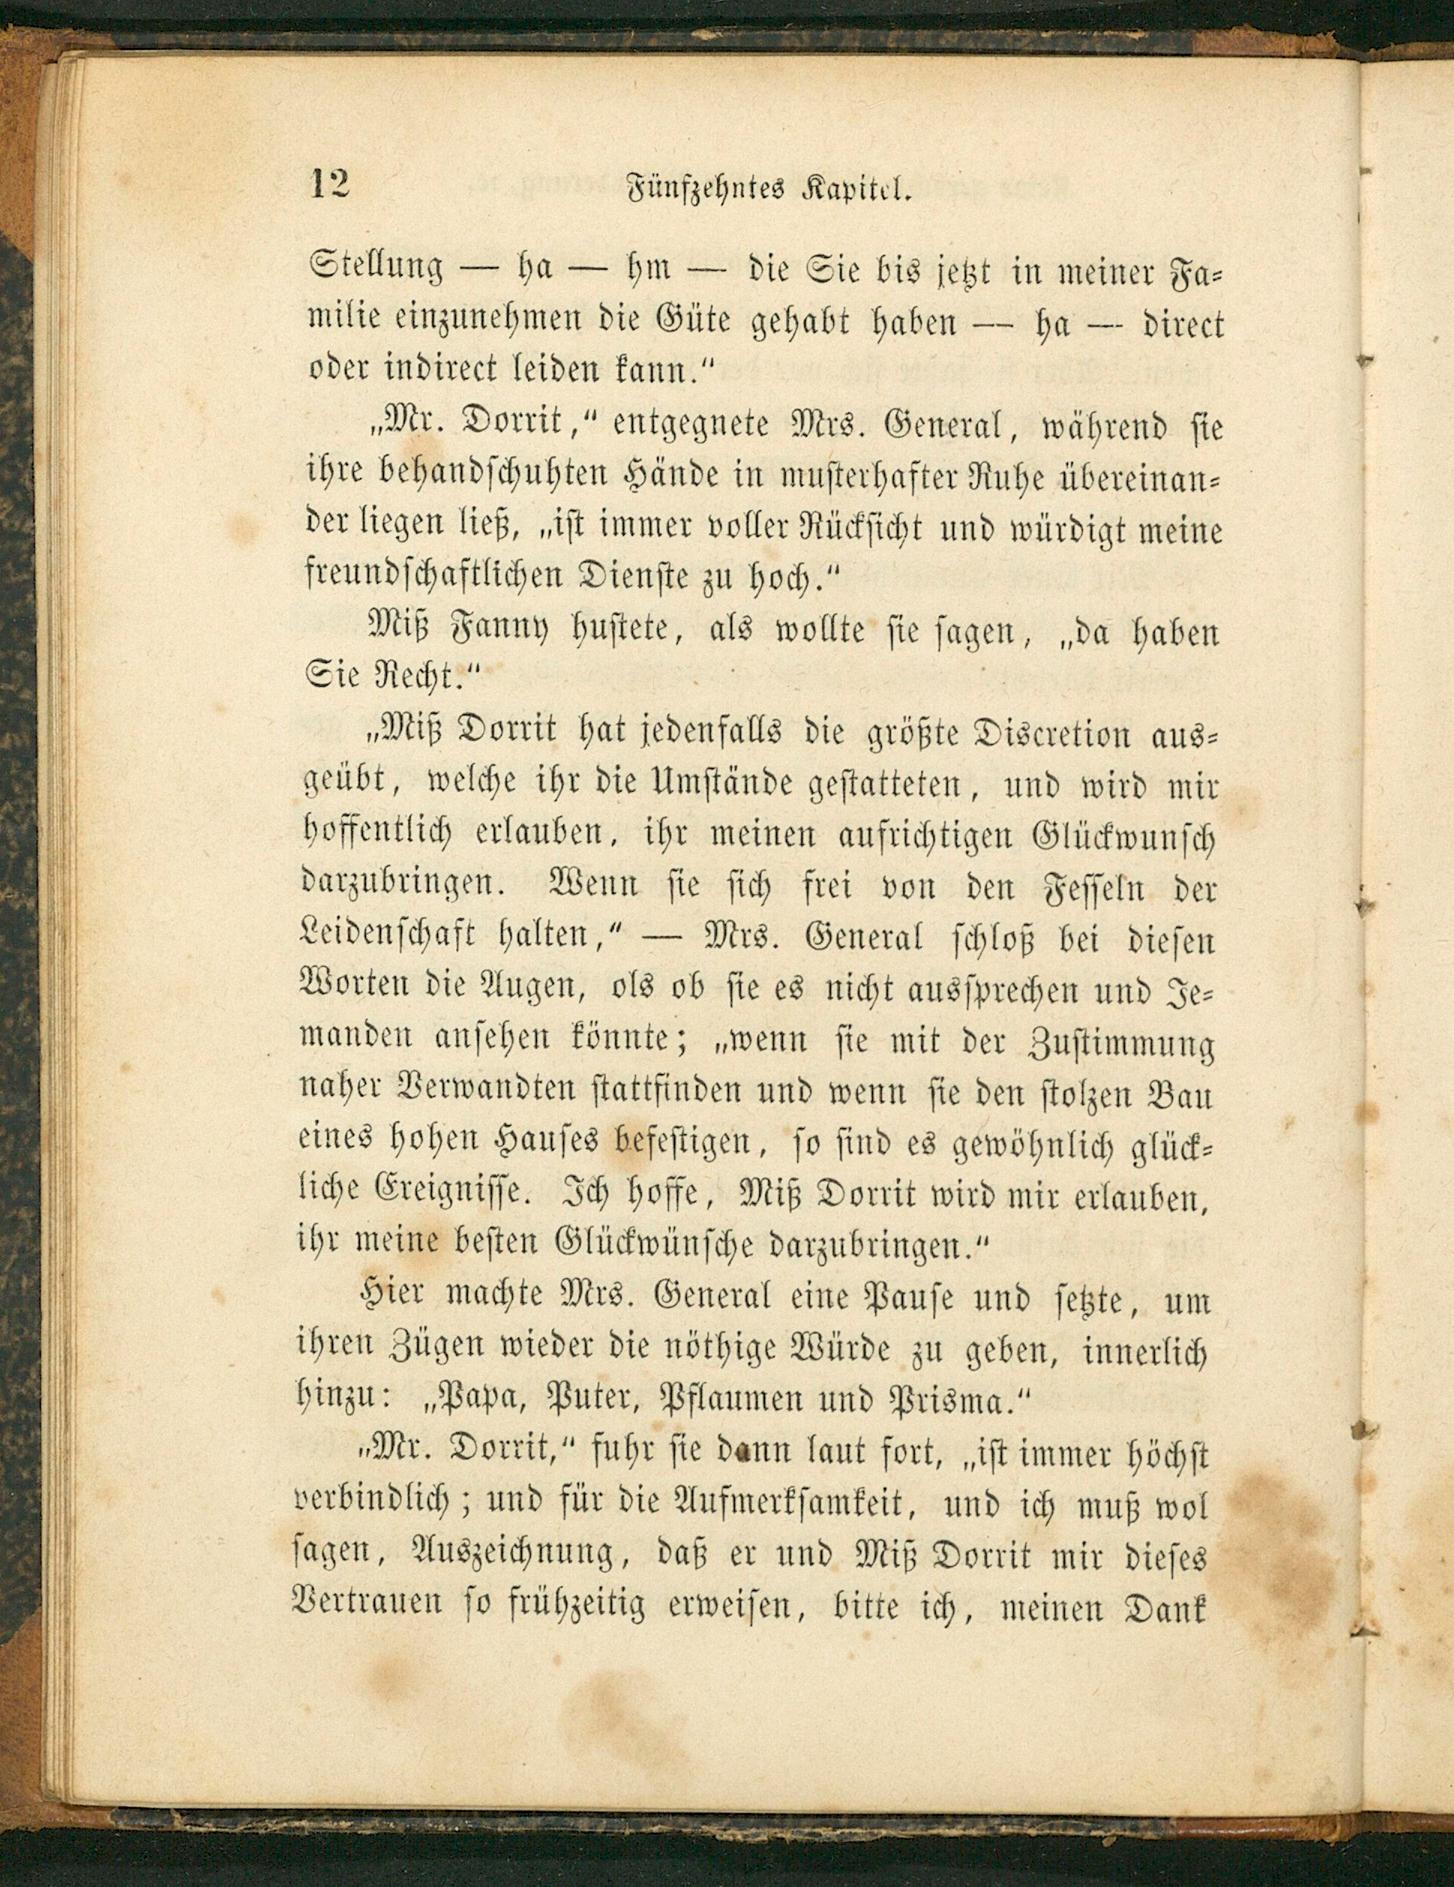 12 Fünfzehntes Kapitel.
Stellung — ha — hm — die Sie bis jetzt in meiner Fa-
milie einzunehmen die Güte gehabt haben — ha — direct
oder indirect leiden kann.“
„Mr. Dorrit,“ entgegnete Mrs. General, während sie
ihre behandschuhten Hände in musterhafter Ruhe übereinan-
der liegen ließ, „ist immer voller Rücksicht und würdigt meine
freundschaftlichen Dienste zu hoch.“
Miß Fanny hustete, als wollte sie sagen, „da haben
Sie Recht.“
„Miß Dorrit hat jedenfalls die größte Discretion aus-
geübt, welche ihr die Umstände gestatteten, und wird mir
hoffentlich erlauben, ihr meinen aufrichtigen Glückwunsch
darzubringen. Wenn sie sich frei von den Fesseln der
Leidenschaft halten,“ — Mrs. General schloß bei diesen
Worten die Augen, ols ob sie es nicht aussprechen und Je-
manden ansehen könnte; „wenn sie mit der Zustimmung
naher Verwandten stattfinden und wenn sie den stolzen Bau
eines hohen Hauses befestigen, so sind es gewöhnlich glück-
liche Ereignisse. Ich hoffe, Miß Dorrit wird mir erlauben,
ihr meine besten Glückwünsche darzubringen.“
Hier machte Mrs. General eine Pause und setzte, um
ihren Zügen wieder die nöthige Würde zu geben, innerlich
hinzu: „Papa, Puter, Pflaumen und Prisma.“
„Mr. Dorrit,“ fuhr sie dann laut fort, „ist immer höchst
verbindlich; und für die Aufmerksamkeit, und ich muß wol
sagen, Auszeichnung, daß er und Miß Dorrit mir dieses
Vertrauen so frühzeitig erweisen, bitte ich, meinen Dank